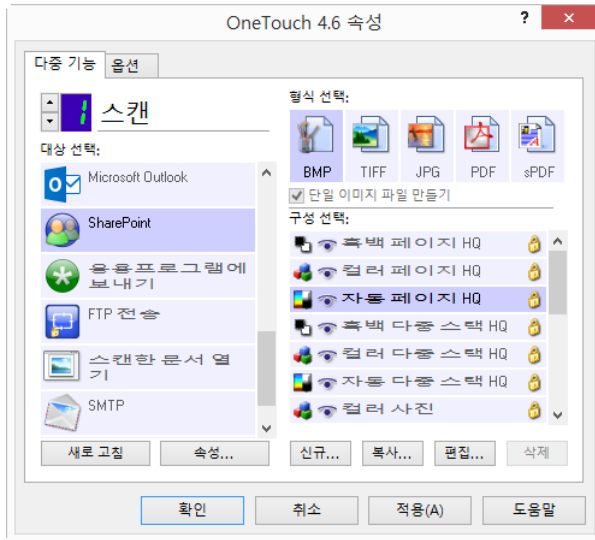 OneTouch 4.6 속성
?
다중 기능
옵션
1 스캔
대상 선택:
Microsoft Outlook
SharePoint
응용프로그램에
보내기
FTP 전송
스캔한 문서 열
기
SMTP
새로 고침
속성...
형식 선택:
BMP
TIFF
JPG
PDF
sPDF
단일 이미지 파일 만들기
구성 선택:
흑백 페이지 HQ
컬러 페이지 HQ
자동 페이지 HQ
흑백 다중 스택 HQ
컬러 다중 스택 HQ
자동 다중 스택 HQ
컬러 사진
신규...
복사...
편집...
삭제
확인
취소
적용(A)
도움말